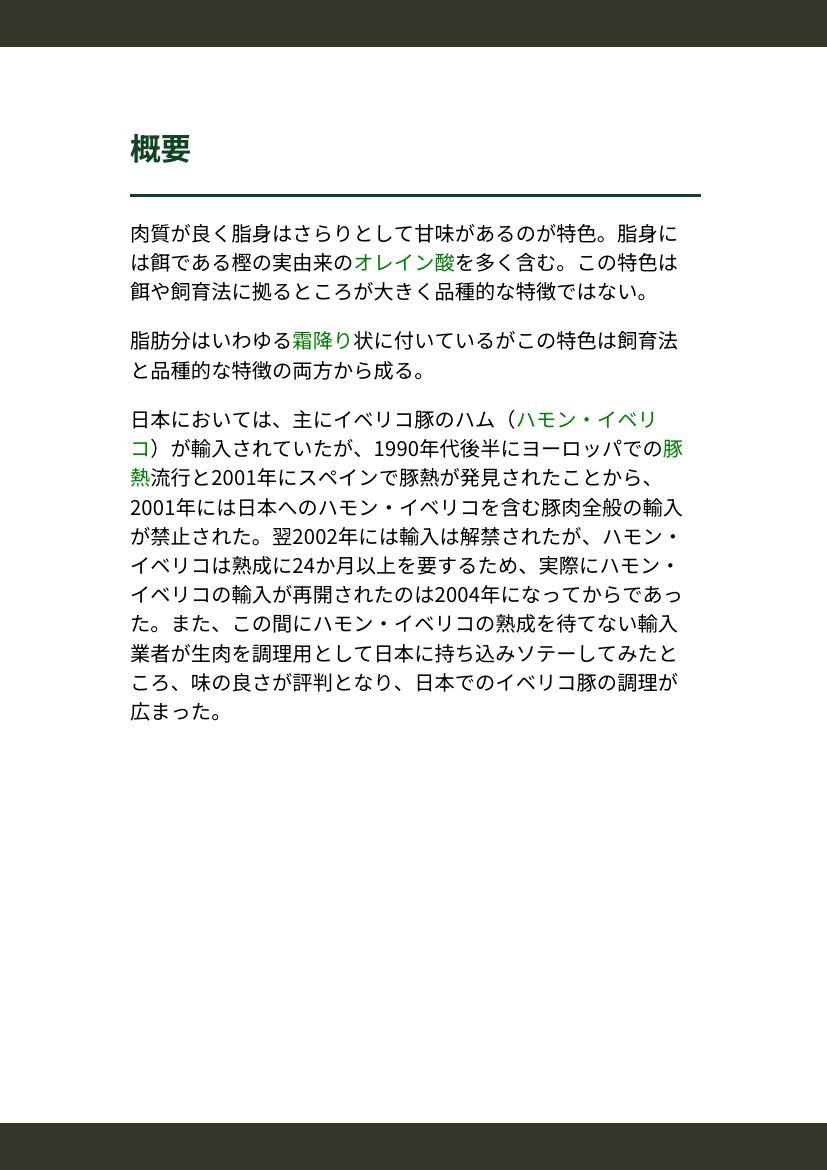 概要
肉質が良く脂身はさらりとして甘味があるのが特色。脂身に
は餌である樫の実由来のオレイン酸を多く含む。この特色は
餌や飼育法に拠るところが大きく品種的な特徴ではない。
脂肪分はいわゆる霜降り状に付いているがこの特色は飼育法
と品種的な特徴の両方から成る。
日本においては、主にイベリコ豚のハム（ハモン・イベリ
コ）が輸入されていたが、1990年代後半にヨーロッパでの豚
熱流行と2001年にスペインで豚熱が発見されたことから、
2001年には日本へのハモン・イベリコを含む豚肉全般の輸入
が禁止された。翌2002年には輸入は解禁されたが、ハモン・
イベリコは熟成に24か月以上を要するため、実際にハモン・
イベリコの輸入が再開されたのは2004年になってからであっ
た。また、この間にハモン・イベリコの熟成を待てない輸入
業者が生肉を調理用として日本に持ち込みソテーしてみたと
ころ、味の良さが評判となり、日本でのイベリコ豚の調理が
広まった。